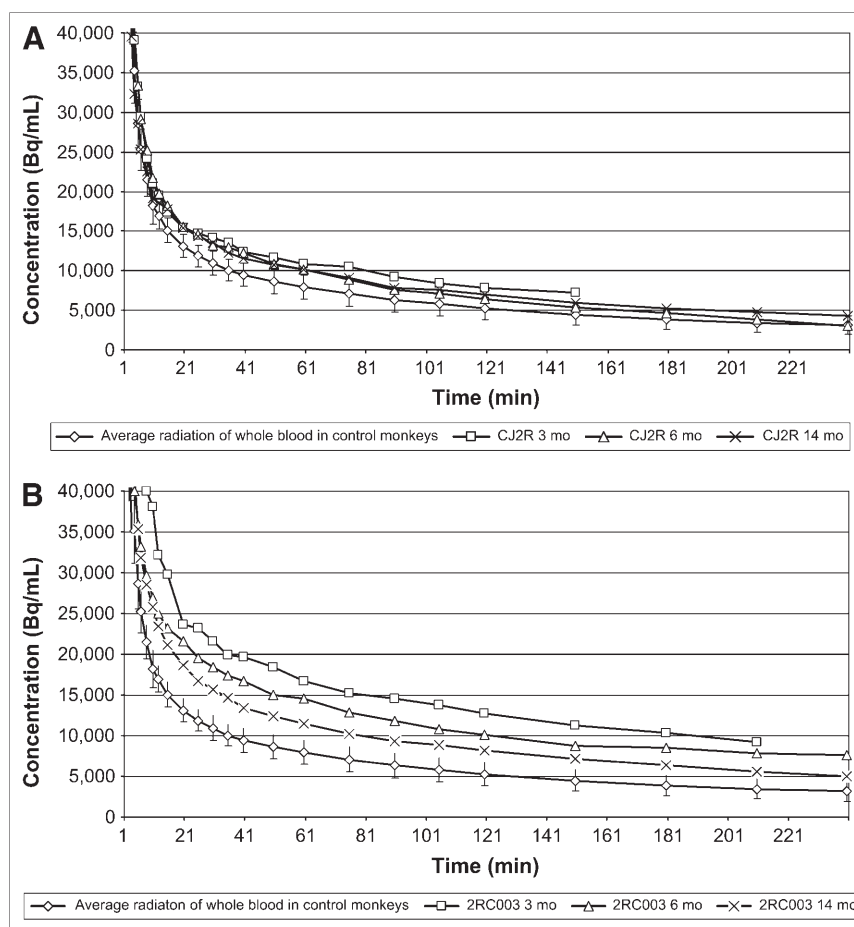 A
Concentration (Bq/mL)
40,000
35,000
30,000
25,000
20,000
15,000
10,000
5,000
0
1 21 41 61 81 101 121 141 161 181 201 221
Time (min)
Average radiation of whole blood in control monkeys CJ2R 3 mo CJ2R 6 mo CJ2R 14 mo
B
Concentration (Bq/mL)
40,000
35,000
30,000
25,000
20,000
15,000
10,000
5,000
0
1 21 41 61 81 101 121 141 161 181 201 221
Time (min)
Average radiaton of whole blood in control monkeys 2RC003 3 mo 2RC003 6 mo 2RC003 14 mo